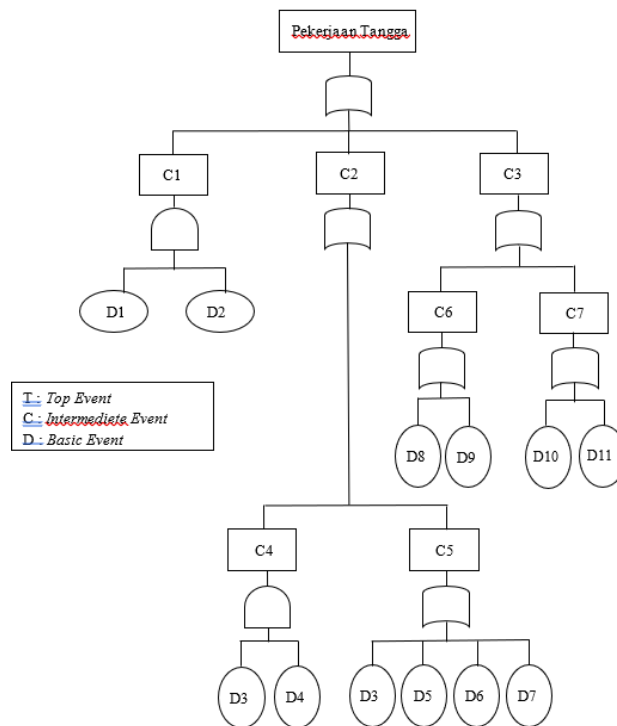 Pekerjaan Tangga
C1
C2
C3
D1
D2
C6
C7
T : Top Event
C : Intermediete Event
D : Basic Event
D8
D9
D10
D11
C4
C5
D3
D4
D3
D5
D6
D7